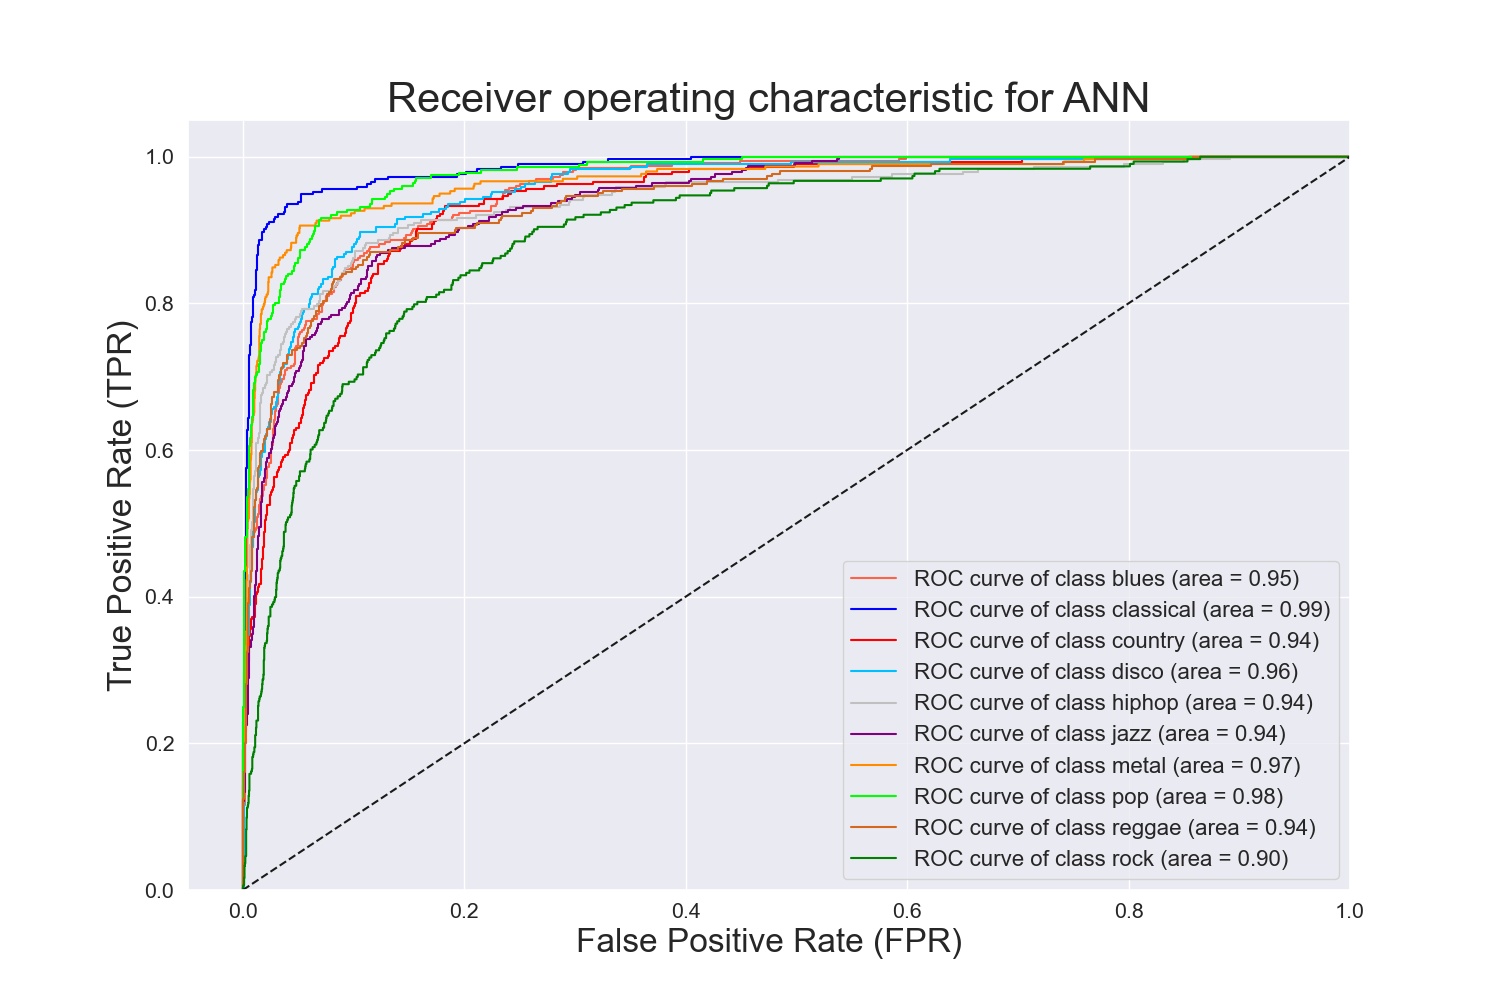 Receiver operating characteristic for ANN
True Positive Rate (TPR)
1.0
0.8
0.6
0.4
0.2
0.0
ROC curve of class blues (area = 0.95)
ROC curve of class classical (area = 0.99)
ROC curve of class country (area = 0.94)
ROC curve of class disco (area = 0.96)
ROC curve of class hiphop (area = 0.94)
ROC curve of class jazz (area = 0.94)
ROC curve of class metal (area = 0.97)
ROC curve of class pop (area = 0.98)
ROC curve of class reggae (area = 0.94)
ROC curve of class rock (area = 0.90)
0.0 0.2 0.4 0.6 0.8 1.0
False Positive Rate (FPR)